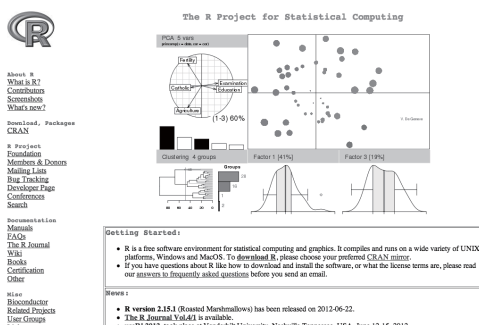 The R Project for Statistical Computing
PCA 5 vars
princomp(x = data, cor = cor)
Fertility
Catholic
Examination
Education
Agriculture
(1-3) 60%
Clustering 4 groups
Factor 1 [41%]
Factor 3 [19%]
Groups
About R
What is R?
Contributors
Screenshots
What's new?
Download, Packages
CRAN
R Project
Foundation
Members & Donors
Mailing Lists
Bug Tracking
Developer Page
Conferences
Search
Documentation
Manuals
FAQs
The R Journal
Wiki
Books
Certification
Other
Misc
Bioconductor
Related Projects
User Groups
Getting Started:
R is a free software environment for statistical computing and graphics. It compiles and runs on a wide variety of UNIX
platforms, Windows and MacOS. To download R, please choose your preferred CRAN mirror.
If you have questions about R like how to download and install the software, or what the license terms are, please read
our answers to frequently asked questions before you send an email.
News:
R version 2.15.1 (Roasted Marshmallows) has been released on 2012-06-22.
The R Journal Vol.4/1 is available.